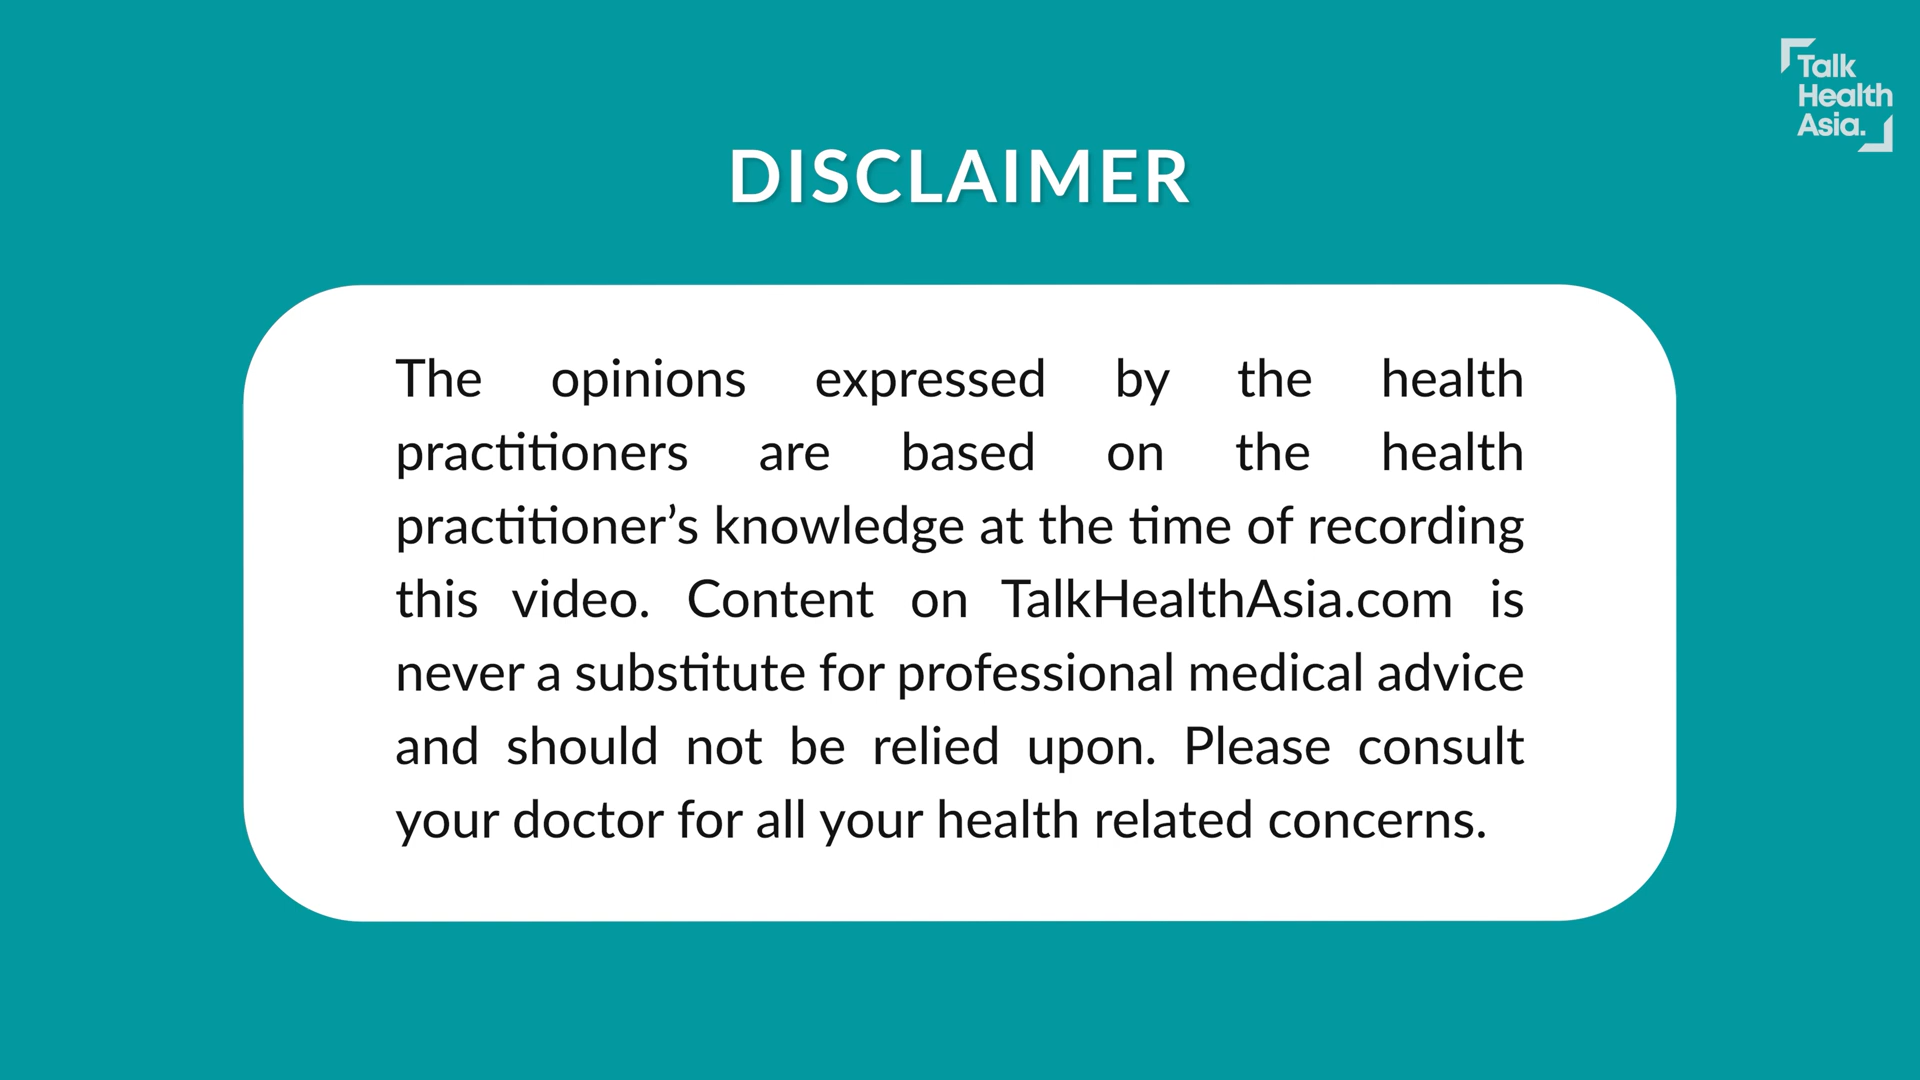 Talk
Health
Asia.
DISCLAIMER
The opinions expressed by the health
practitioners are based on the health
practitioner’s knowledge at the time of recording
this video. Content on TalkHealthAsia.com is
never a substitute for professional medical advice
and should not be relied upon. Please consult
your doctor for all your health related concerns.